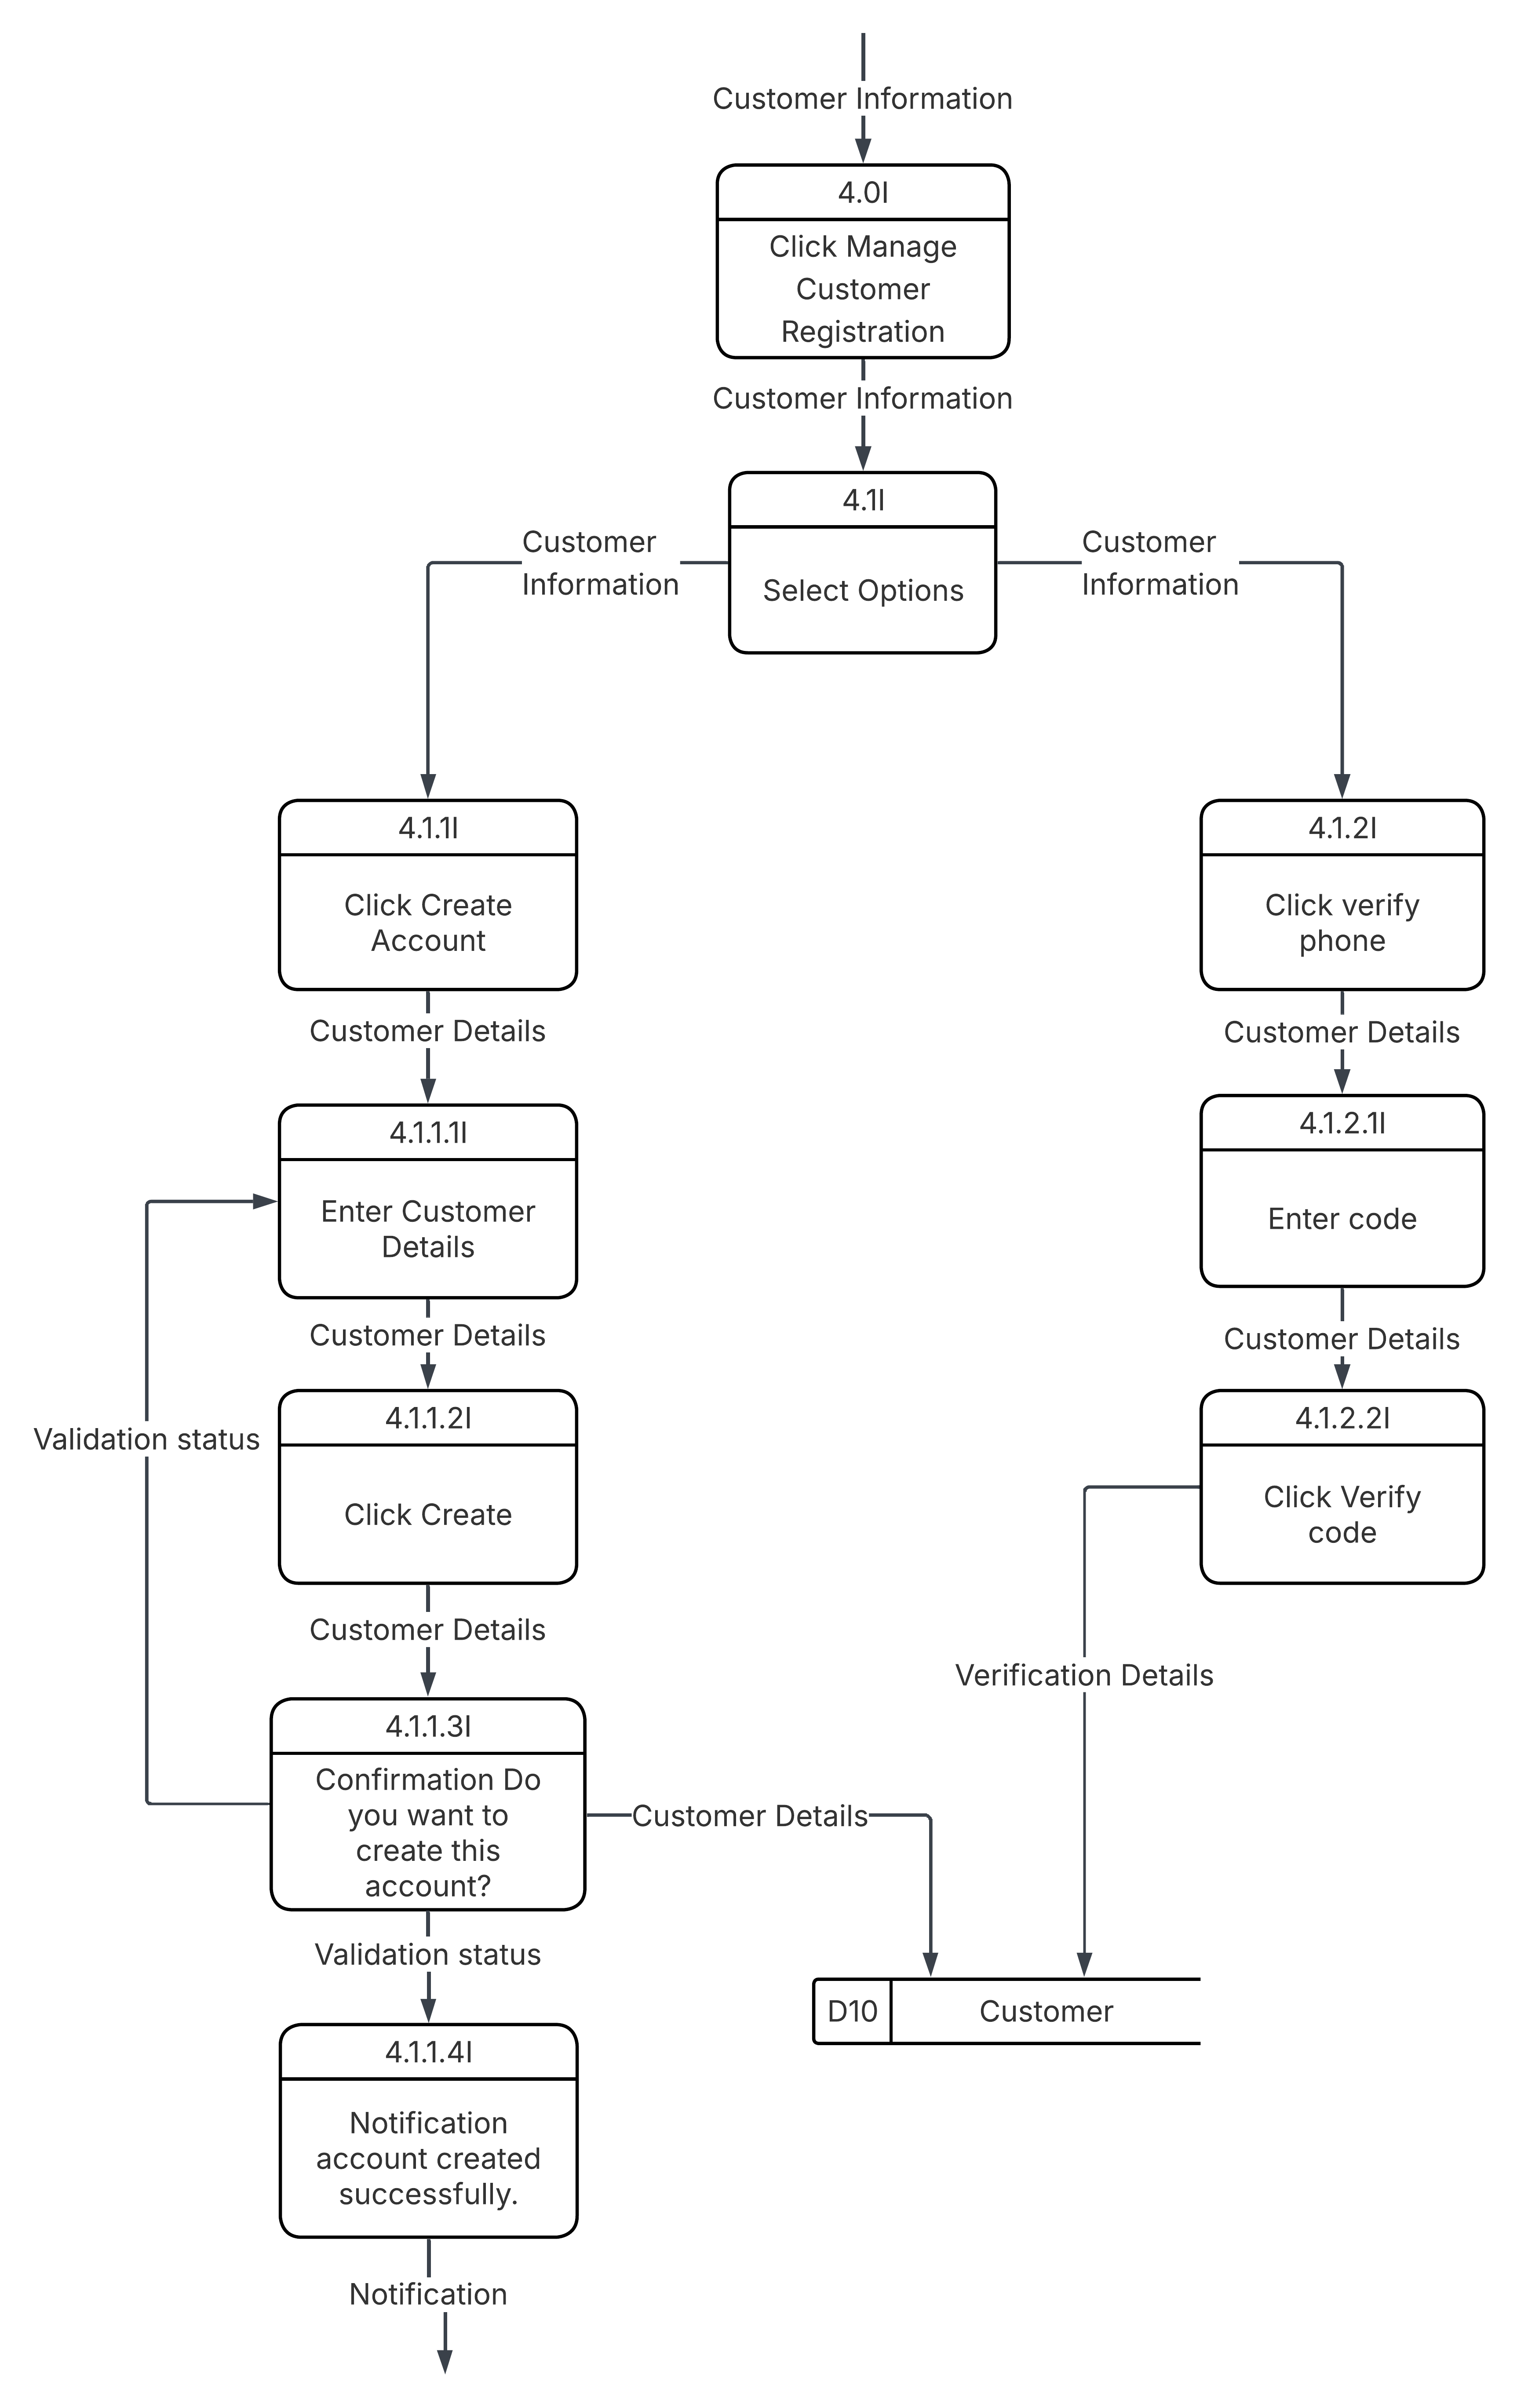 Customer Information
4.0I
Click Manage
Customer
Registration
Customer Information
4.1I
Select Options
Customer
Information
Customer
Information
4.1.1I
Click Create
Account
4.1.2I
Click verify
phone
Customer Details
Customer Details
4.1.1.1I
Enter Customer
Details
4.1.2.1I
Enter code
Customer Details
Customer Details
Validation status
4.1.1.2I
Click Create
4.1.2.2I
Click Verify
code
Customer Details
Verification Details
4.1.1.3I
Confirmation Do
you want to
create this
account?
Customer Details
Validation status
D10
Customer
4.1.1.4I
Notification
account created
successfully.
Notification